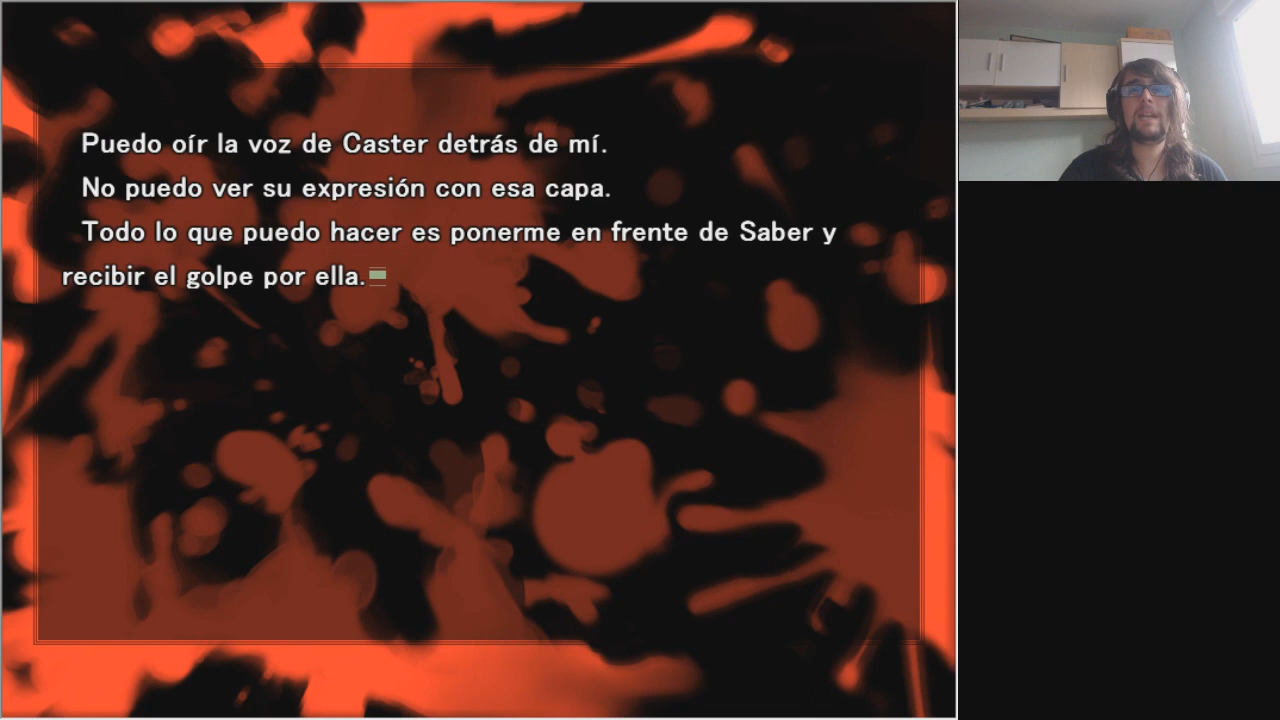 Puedo oír la voz de Caster detrás de mí.
No puedo ver su expresión con esa capa.
Todo lo que puedo hacer es ponerme en frente de Saber y
recibir el golpe por ella.